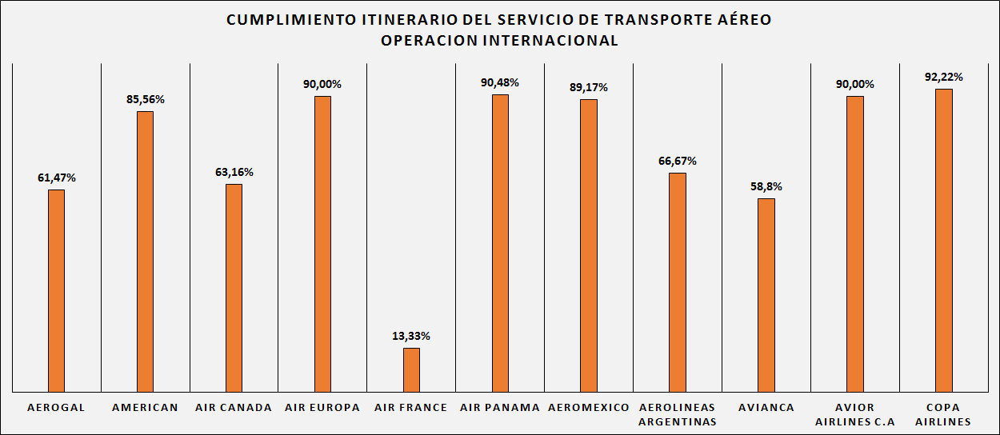 CUMPLIMIENTO ITINERARIO DEL SERVICIO DE TRANSPORTE AÉREO
OPERACION INTERNACIONAL
61,47%
85,56%
63,16%
90,00%
13,33%
90,48%
89,17%
66,67%
58,8%
90,00%
92,22%
AEROGAL
AMERICAN
AIR CANADA
AIR EUROPA
AIR FRANCE
AIR PANAMA
AEROMEXICO
AEROLINEAS
ARGENTINAS
AVIANCA
AVIOR
AIRLINES C.A
COPA
AIRLINES